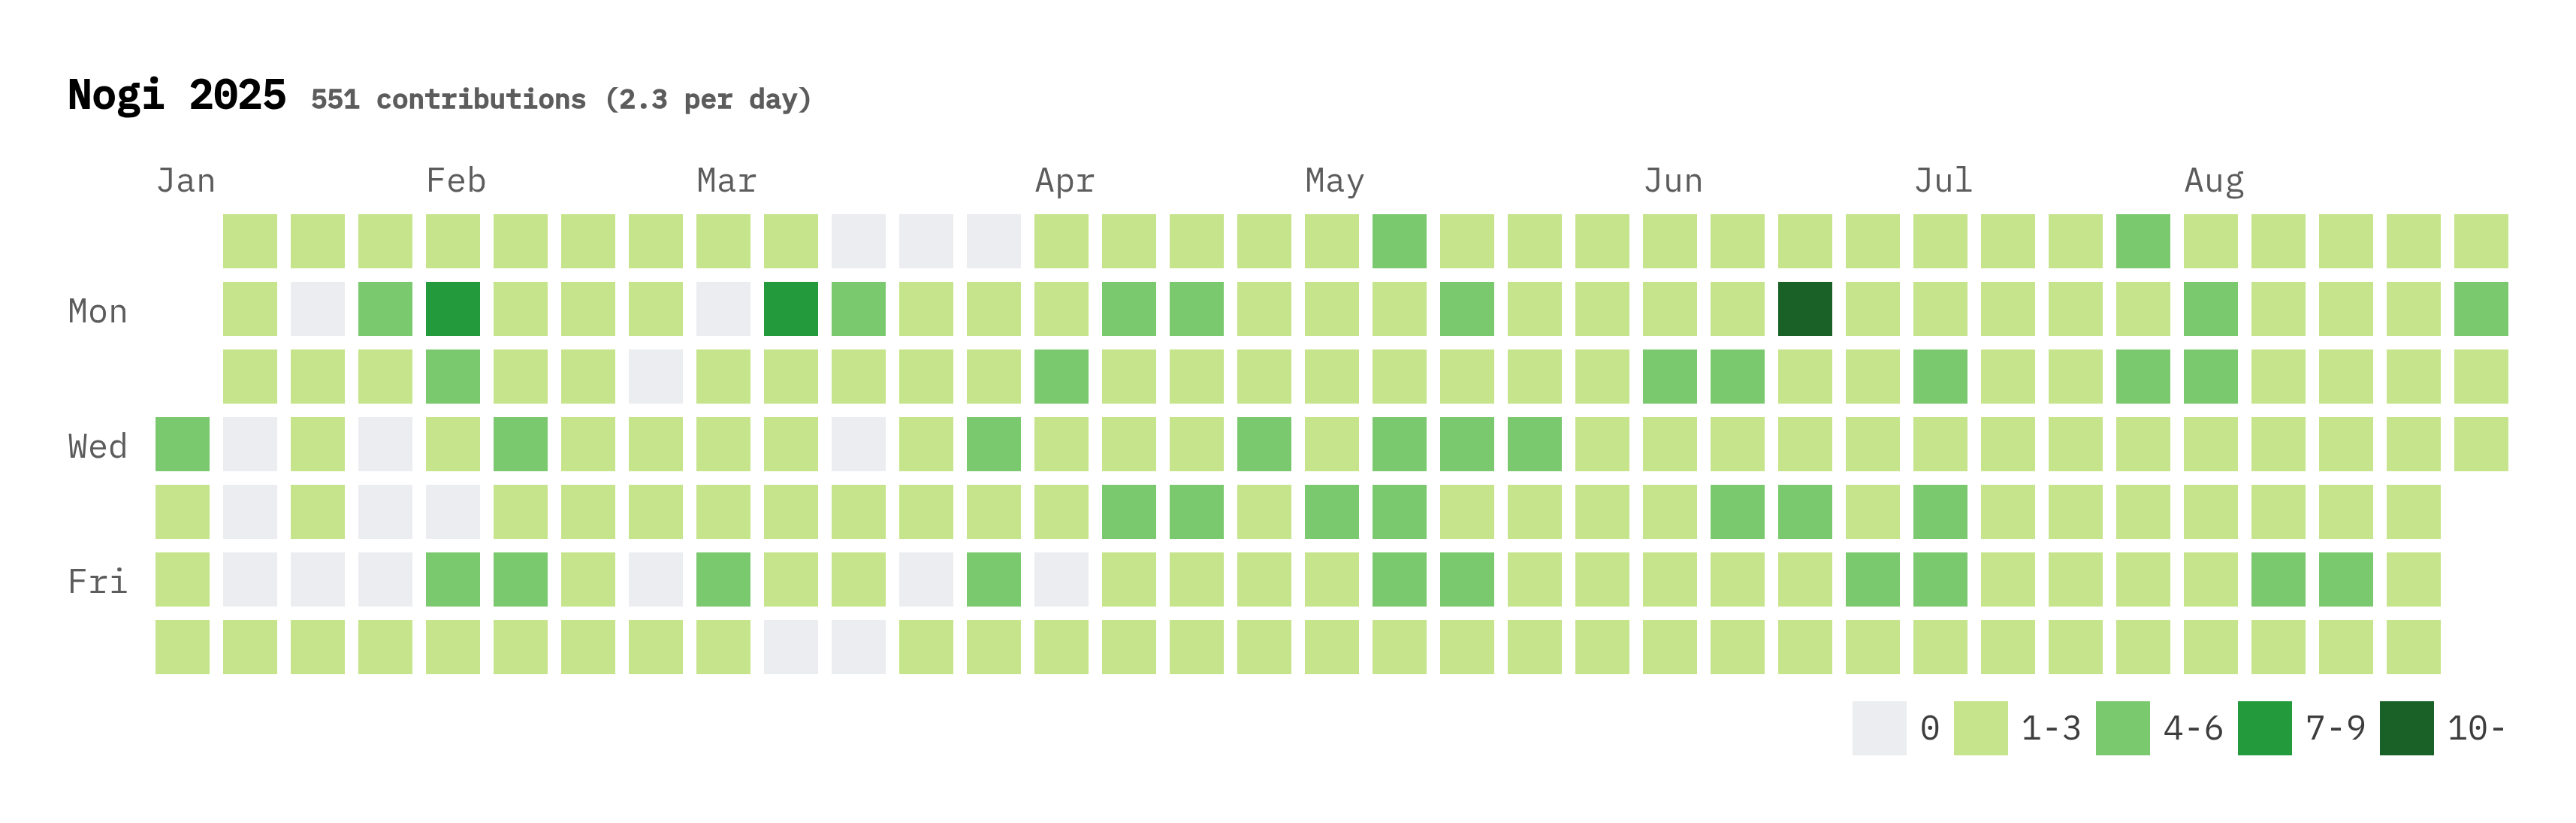 Nogi 2025 551 contributions (2.3 per day)
Jan Feb Mar Apr May Jun Jul Aug
Mon
Wed
Fri
0 1-3 4-6 7-9 10-